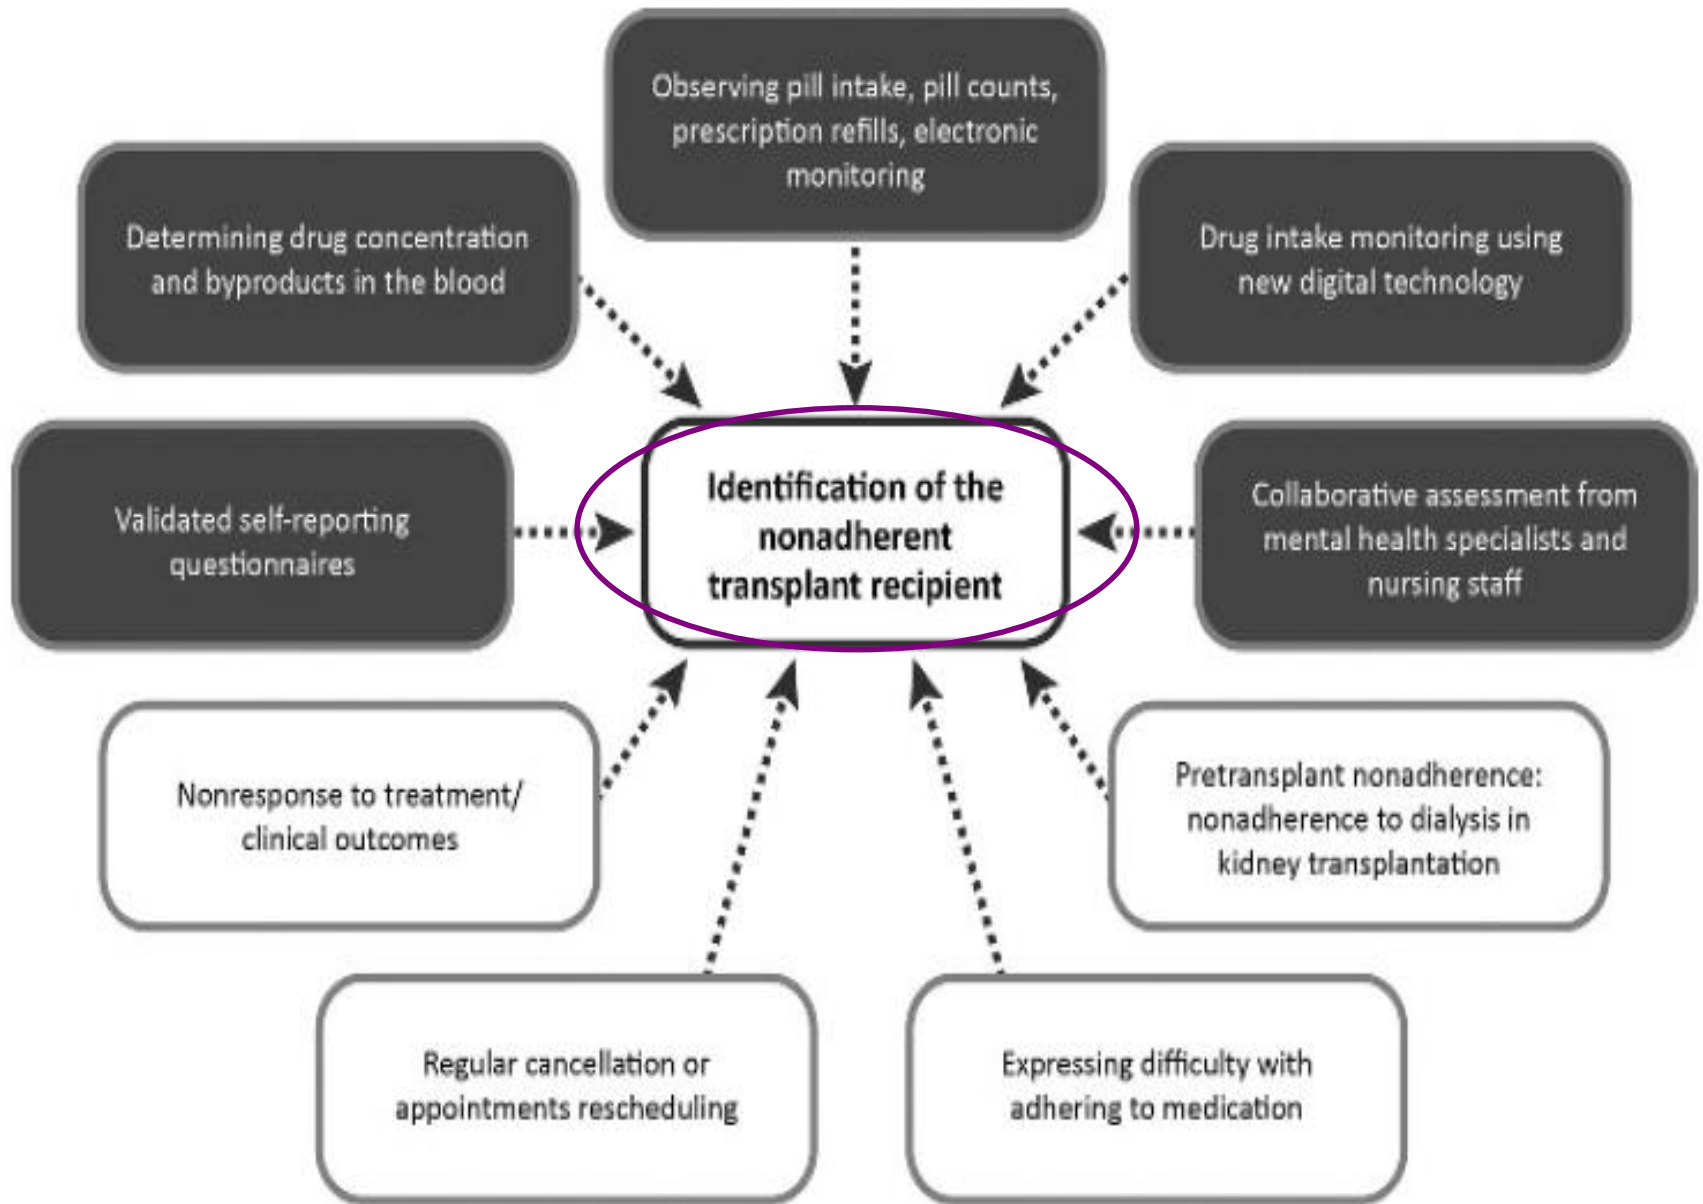 Observing pill intake, pill counts,
prescription refills, electronic
monitoring
Determining drug concentration
and byproducts in the blood
Drug intake monitoring using
new digital technology
Validated self-reporting
questionnaires
Identification of the
nonadherent
transplant recipient
Collaborative assessment from
mental health specialists and
nursing staff
Nonresponse to treatment/
clinical outcomes
Pretransplant nonadherence:
nonadherence to dialysis in
kidney transplantation
Regular cancellation or
appointments rescheduling
Expressing difficulty with
adhering to medication